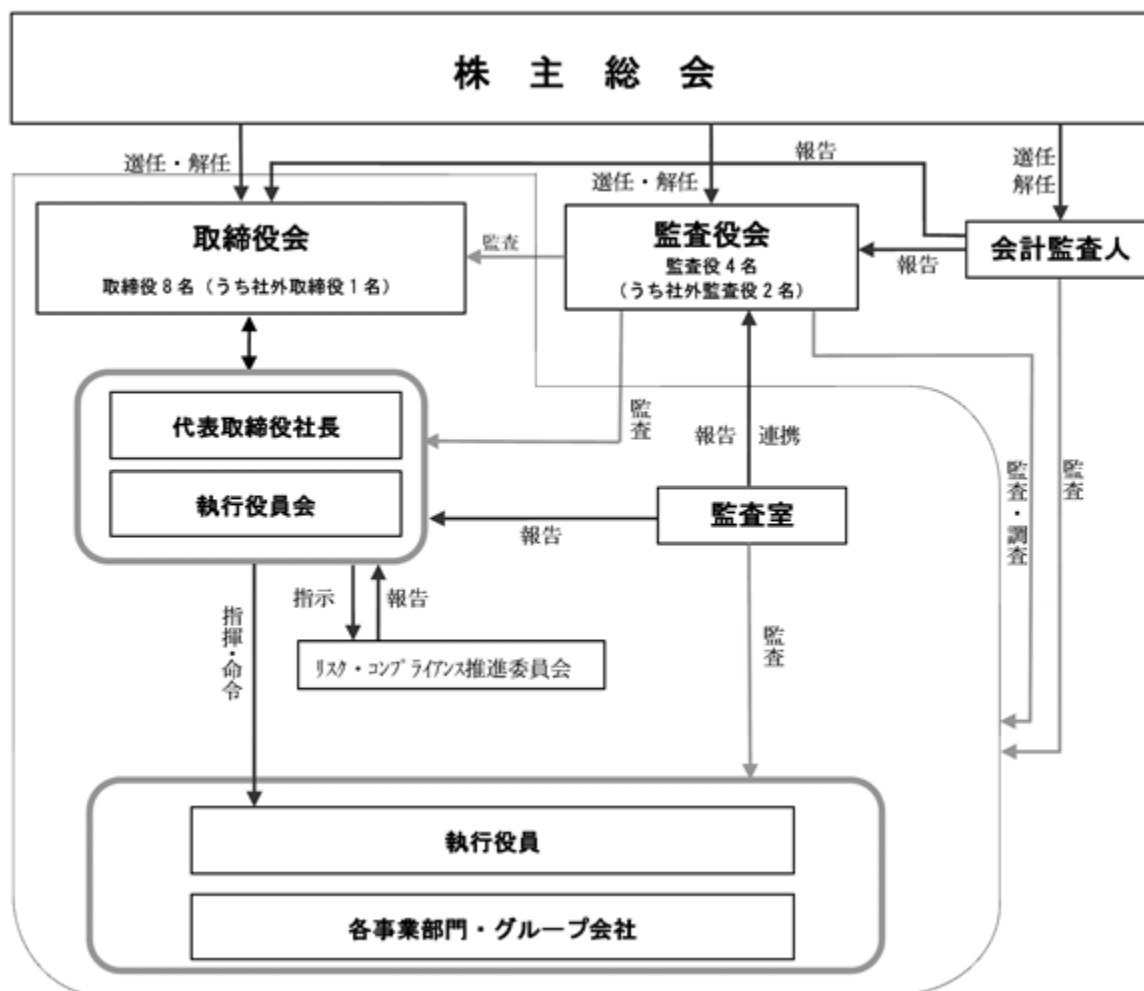 株 主 総 会
選任・解任
選任・解任
報告
選任
解任
取締役会
取締役8名（うち社外取締役1名）
監査
監査役会
監査役4名
（うち社外監査役2名）
報告
会計監査人
代表取締役社長
執行役員会
監査
報告
連携
監査・調査
監査
監査室
報告
指揮・命令
指示
報告
リスク・コンプライアンス推進委員会
監査
執行役員
各事業部門・グループ会社